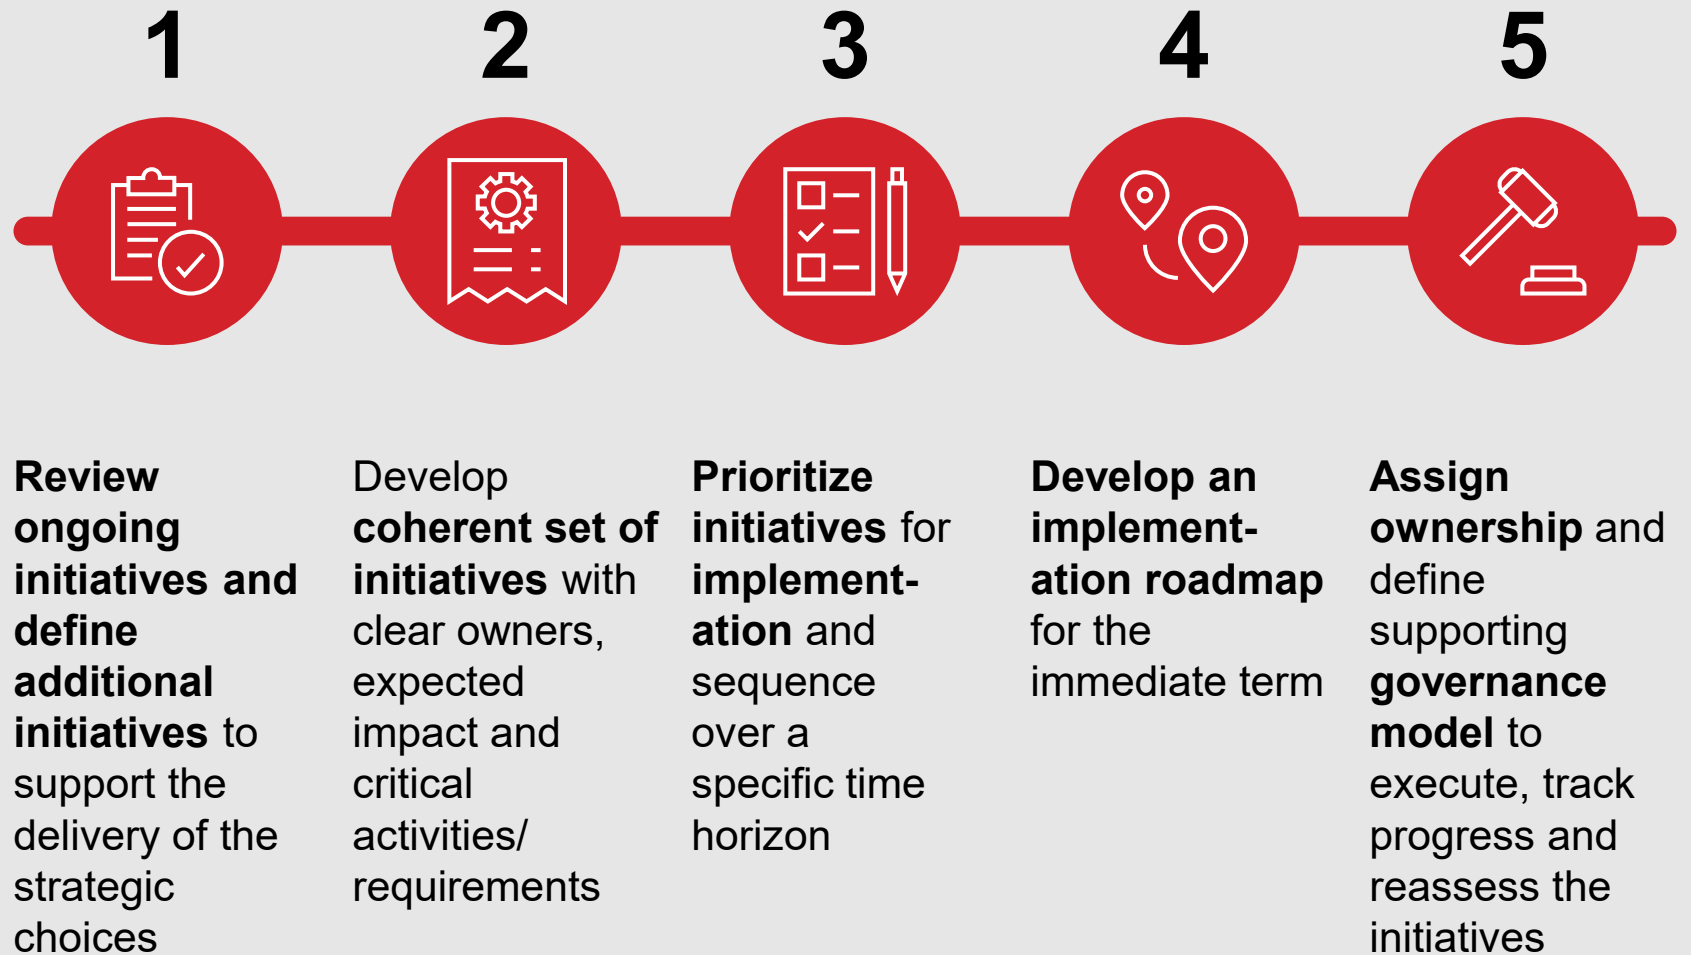 1
Review
ongoing
initiatives and
define
additional
initiatives to
support the
delivery of the
strategic
choices
2
Develop
coherent set of
initiatives with
clear owners,
expected
impact and
critical
activities/
requirements
3
Prioritize
initiatives for
implement-
ation and
sequence
over a
specific time
horizon
4
Develop an
implement-
ation roadmap
for the
immediate term
5
Assign
ownership and
define
supporting
governance
model to
execute, track
progress and
reassess the
initiatives